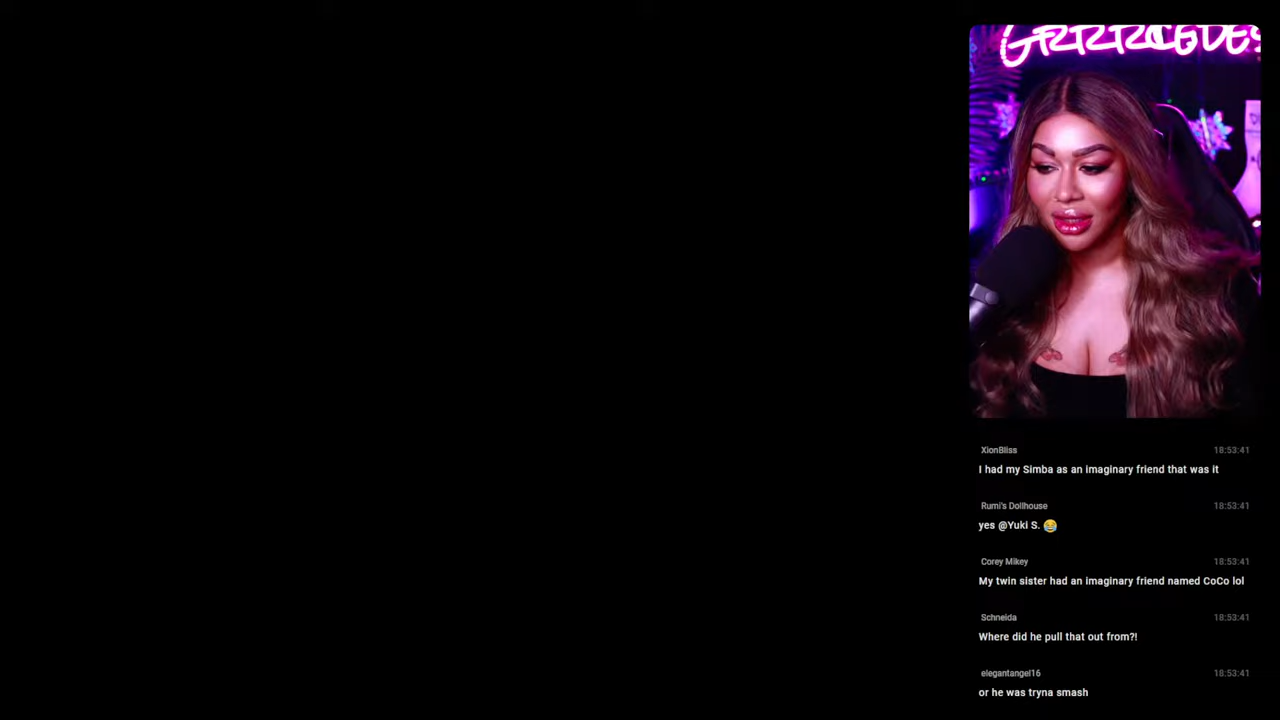 GRRRCEDES
XionBliss 18:53:41
I had my Simba as an imaginary friend that was it
Rumi's Dollhouse 18:53:41
yes @Yuki S. 😂
Corey Mikey 18:53:41
My twin sister had an imaginary friend named CoCo lol
Schneida 18:53:41
Where did he pull that out from?!
elegantangel16 18:53:41
or he was tryna smash